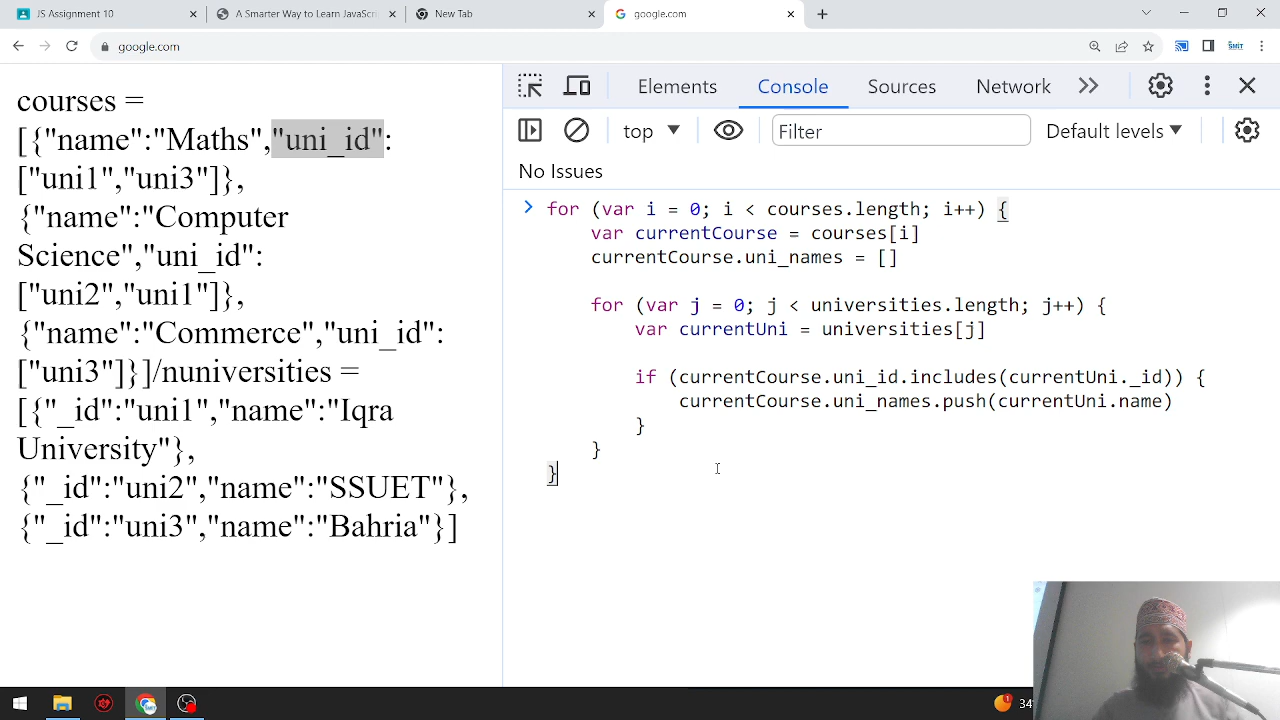 JS Assignment 10
A Smarter Way to Learn JavaScri
New Tab
google.com
google.com
SMIT
courses =
[{"name":"Maths","uni_id":
["uni1","uni3"]},
{"name":"Computer
Science","uni_id":
["uni2","uni1"]},
{"name":"Commerce","uni_id":
["uni3"]}]/nuniversities =
[{"_id":"uni1","name":"Iqra
University"},
{"_id":"uni2","name":"SSUET"},
{"_id":"uni3","name":"Bahria"}]
Elements Console Sources Network
top Filter Default levels
No Issues
for (var i = 0; i < courses.length; i++) {
var currentCourse = courses[i]
currentCourse.uni_names = []
for (var j = 0; j < universities.length; j++) {
var currentUni = universities[j]
if (currentCourse.uni_id.includes(currentUni._id)) {
currentCourse.uni_names.push(currentUni.name)
}
}
}
1
34